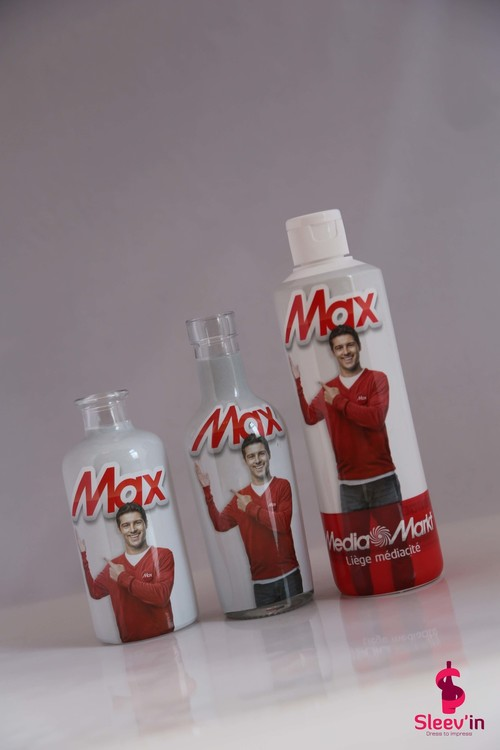 Max
Max
Max
MediaMarkt
Liège médiacité
Sleev'in
Dress to Impress